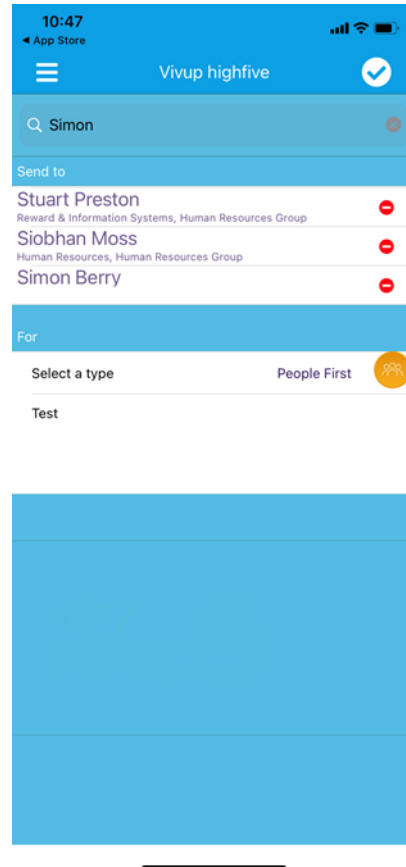 10:47
App Store
Vivup highfive
Simon
Send to
Stuart Preston
Reward & Information Systems, Human Resources Group
Siobhan Moss
Human Resources, Human Resources Group
Simon Berry
For
Select a type People First
Test